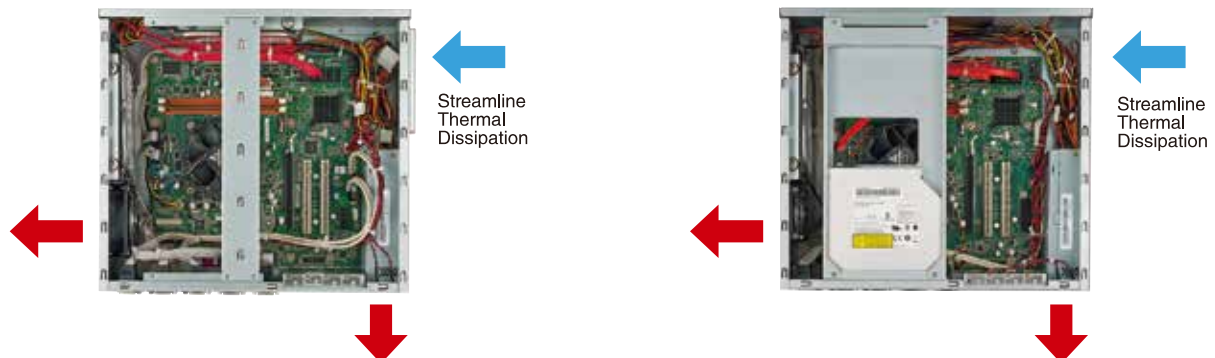 Streamline
Thermal
Dissipation
Streamline
Thermal
Dissipation